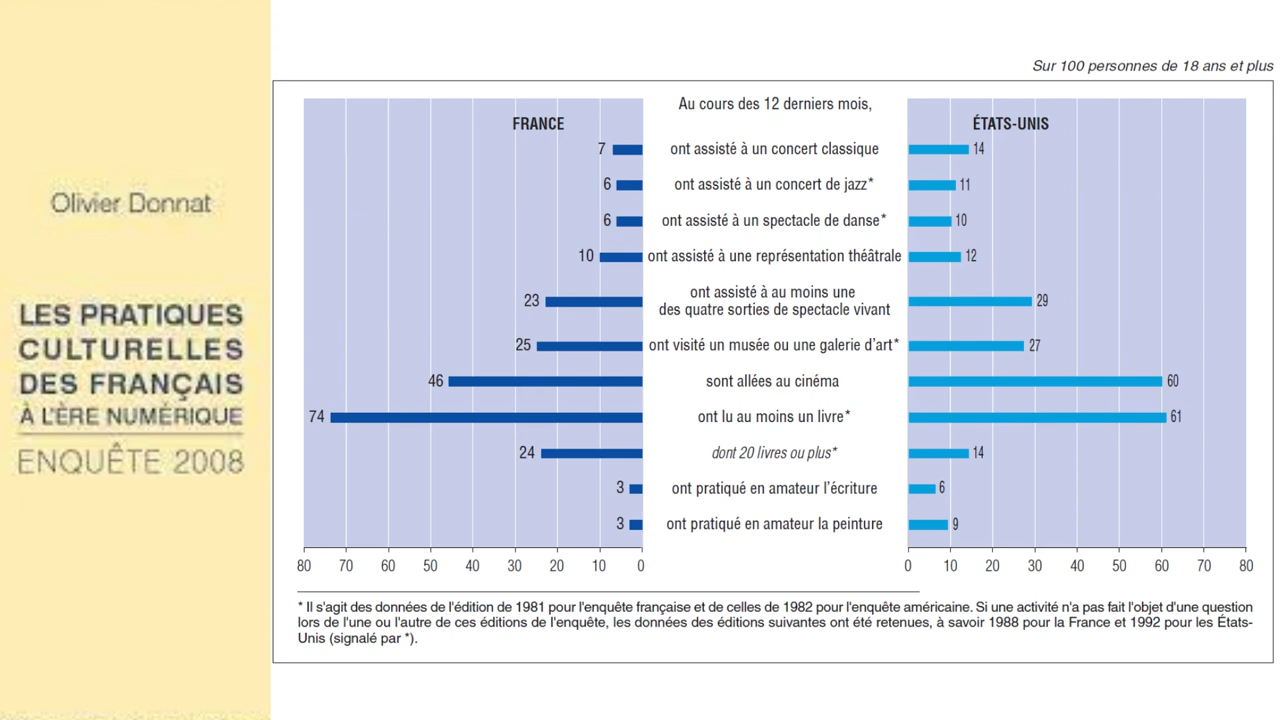 Olivier Donnat
LES PRATIQUES
CULTURELLES
DES FRANÇAIS
À L'ÈRE NUMÉRIQUE
ENQUÊTE 2008
Sur 100 personnes de 18 ans et plus
Au cours des 12 derniers mois,
FRANCE
ÉTATS-UNIS
7 ont assisté à un concert classique 14
6 ont assisté à un concert de jazz* 11
6 ont assisté à un spectacle de danse* 10
10 ont assisté à une représentation théâtrale 12
ont assisté à au moins une
23 des quatre sorties de spectacle vivant 29
25 ont visité un musée ou une galerie d'art* 27
46 sont allées au cinéma 60
74 ont lu au moins un livre* 61
24 dont 20 livres ou plus* 14
3 ont pratiqué en amateur l'écriture 6
3 ont pratiqué en amateur la peinture 9
80 70 60 50 40 30 20 10 0
0 10 20 30 40 50 60 70 80
* Il s'agit des données de l'édition de 1981 pour l'enquête française et de celles de 1982 pour l'enquête américaine. Si une activité n'a pas fait l'objet d'une question
lors de l'une ou l'autre de ces éditions de l'enquête, les données des éditions suivantes ont été retenues, à savoir 1988 pour la France et 1992 pour les États-
Unis (signalé par *).